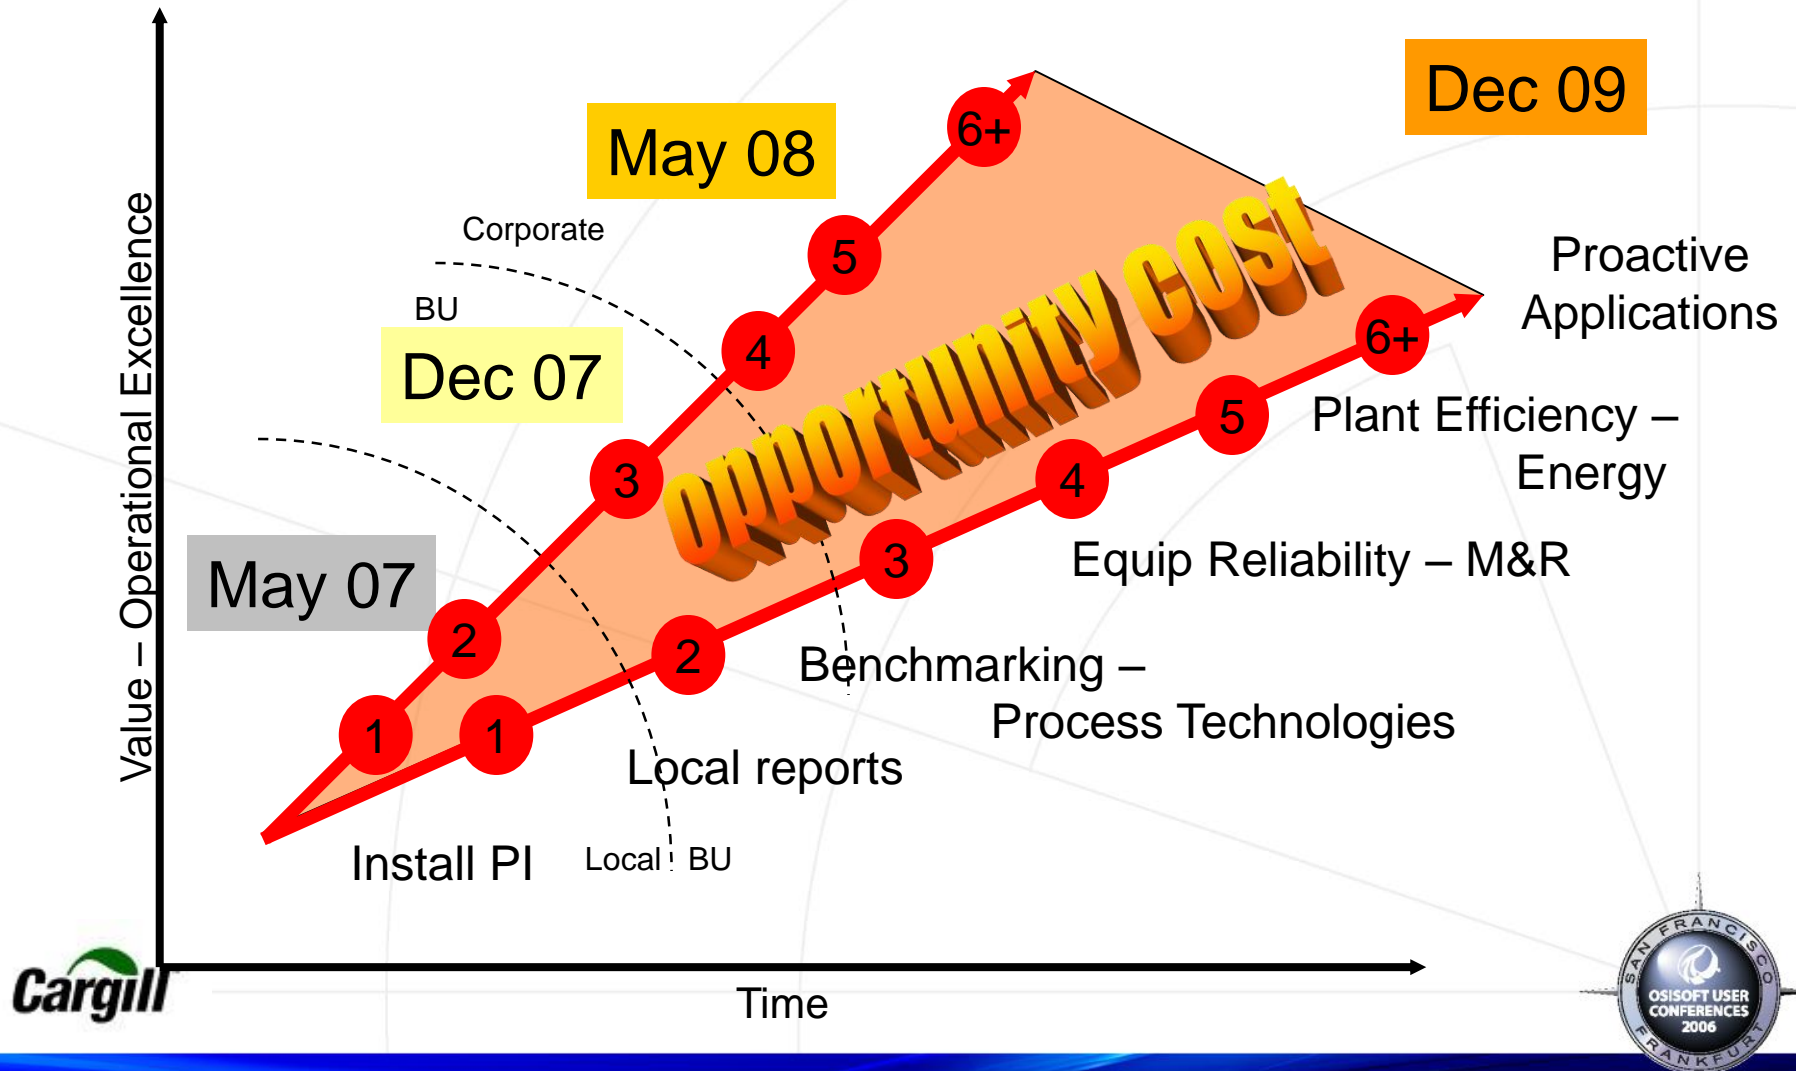 Dec 09
May 08
6+
Corporate
5
BU
4
Dec 07
3
2
May 07
1
Value – Operational Excellence
opportunity cost
Proactive
Applications
6+
5
Plant Efficiency –
Energy
4
Equip Reliability – M&R
3
Benchmarking –
Process Technologies
2
Local reports
1
Install PI
Local
BU
Time
Cargill
SAN FRANCISCO
OSISOFT USER
CONFERENCES
2006
FRANKFURT